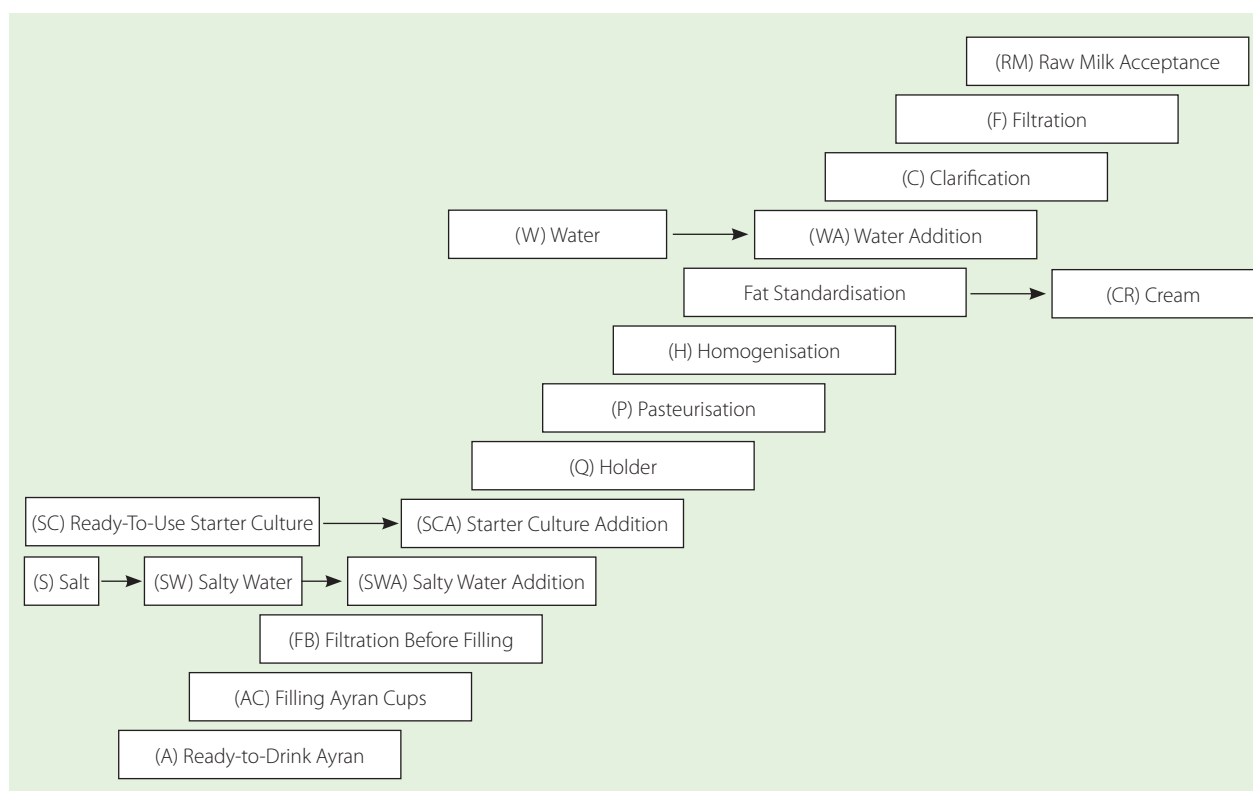 (RM) Raw Milk Acceptance
(F) Filtration
(C) Clarification
(W) Water
(WA) Water Addition
Fat Standardisation
(CR) Cream
(H) Homogenisation
(P) Pasteurisation
(Q) Holder
(SC) Ready-To-Use Starter Culture
(SCA) Starter Culture Addition
(S) Salt
(SW) Salty Water
(SWA) Salty Water Addition
(FB) Filtration Before Filling
(AC) Filling Ayran Cups
(A) Ready-to-Drink Ayran